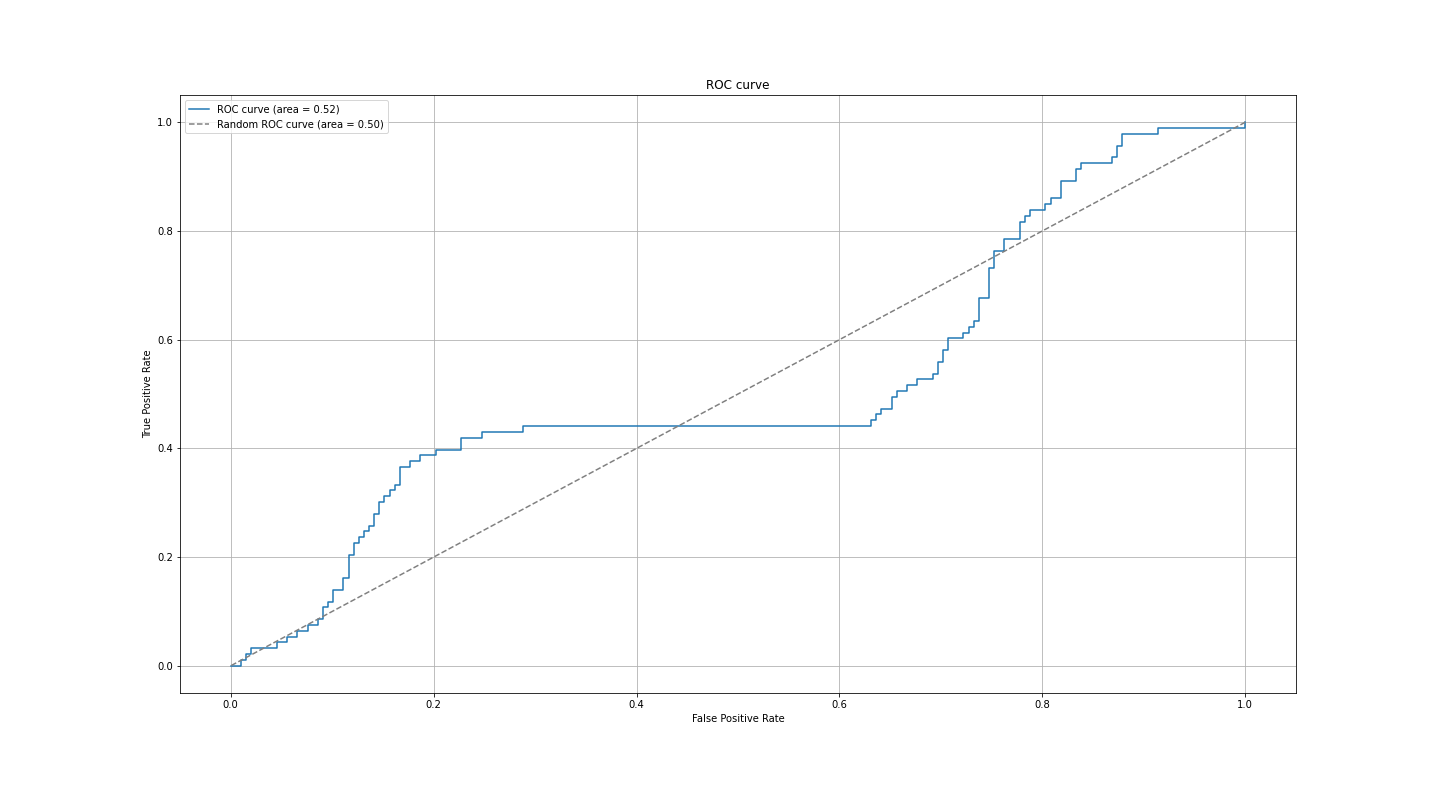 ROC curve
ROC curve (area = 0.52)
Random ROC curve (area = 0.50)
1.0
0.8
0.6
0.4
0.2
0.0
True Positive Rate
0.0 0.2 0.4 0.6 0.8 1.0
False Positive Rate